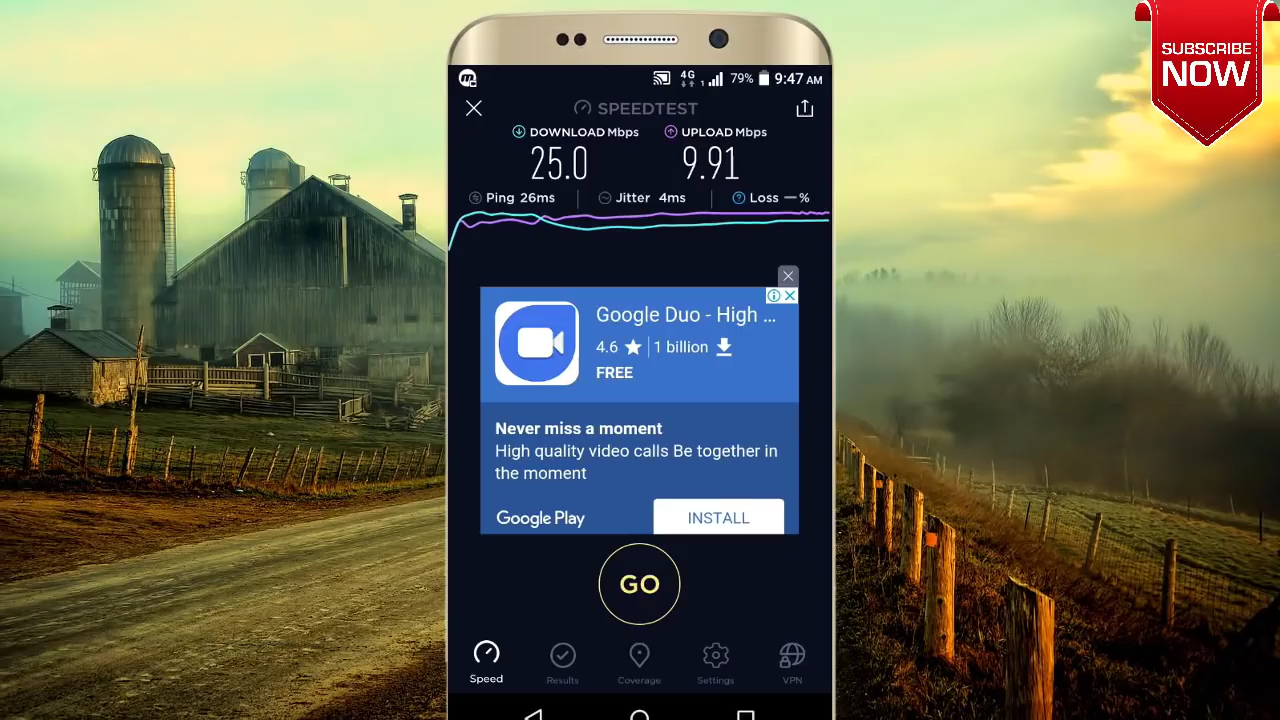 SUBSCRIBE
NOW
4G 1 79% 9:47 AM
SPEEDTEST
DOWNLOAD Mbps UPLOAD Mbps
25.0 9.91
Ping 26ms Jitter 4ms Loss —%
Google Duo - High ...
4.6 1 billion
FREE
Never miss a moment
High quality video calls Be together in
the moment
Google Play INSTALL
GO
Speed Results Coverage Settings VPN